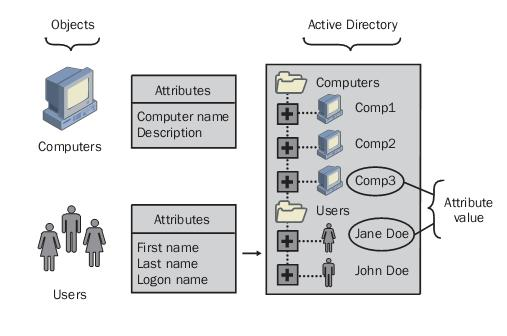 Objects
Active Directory
Computers
Attributes
Computer name
Description
Computers
Comp1
Comp2
Comp3
Users
Jane Doe
John Doe
Attribute
value
Users
Attributes
First name
Last name
Logon name